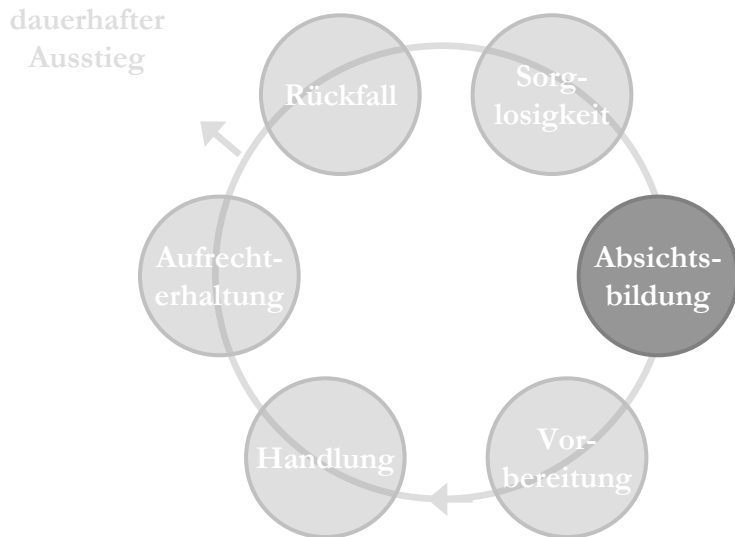 dauerhafter
Ausstieg
Rückfall
Sorg-
losigkeit
Aufrecht-
erhaltung
Absichts-
bildung
Handlung
Vor-
bereitung